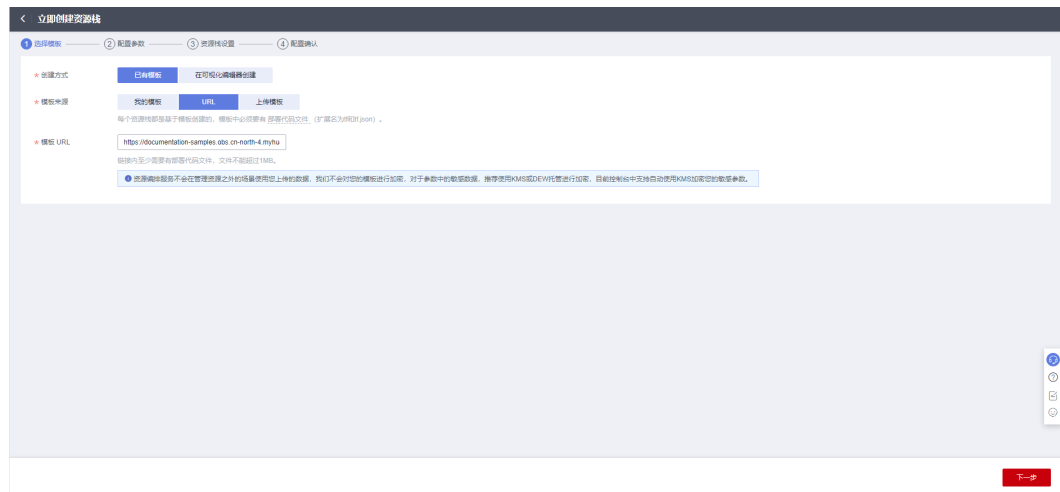 < 立即创建资源栈
1 选择模板 2 配置参数 3 资源栈设置 4 配置确认
* 创建方式 已有模板 在可视化编辑器创建
* 模板来源 我的模板 URL 上传模板
每个资源栈都是基于模板创建的，模板中必须要有 部署代码文件 （扩展名为tf和tf.json）。
* 模板 URL https://documentation-samples.obs.cn-north-4.myhu
链接内至少需要有部署代码文件，文件不能超过1MB。
资源编排服务不会在管理资源之外的场景使用您上传的数据，我们不会对您的模板进行加密，对于参数中的敏感数据，推荐使用KMS或DEW托管进行加密，目前控制台中支持自动使用KMS加密您的敏感参数。
下一步